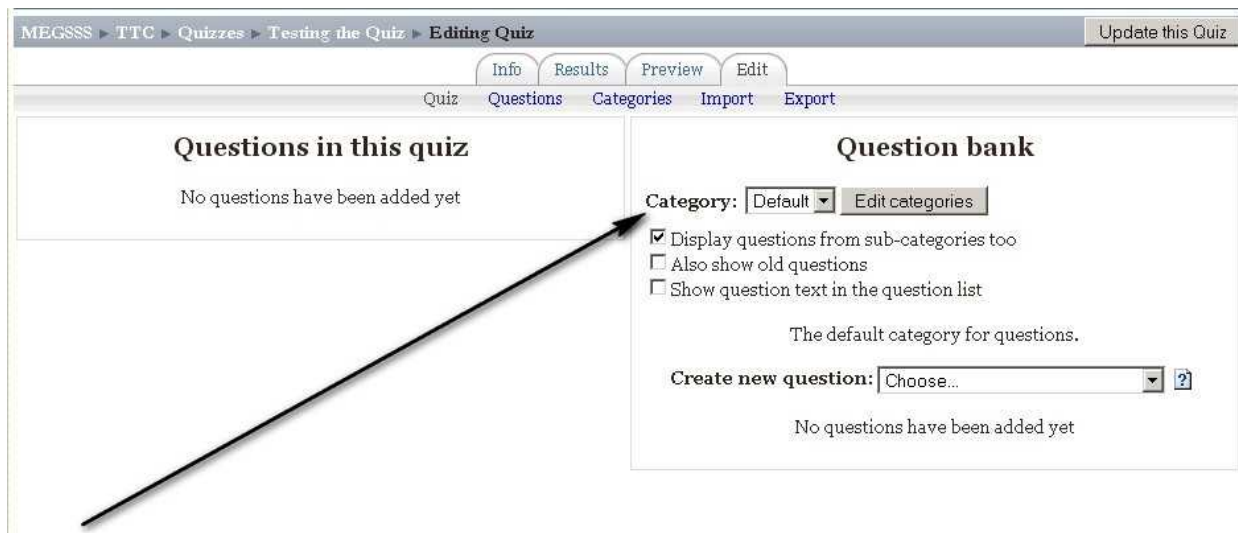 MEGSSS ► TTC ► Quizzes ► Testing the Quiz ► Editing Quiz
Update this Quiz
Info Results Preview Edit
Quiz Questions Categories Import Export
Questions in this quiz
No questions have been added yet
Question bank
Category: Default Edit categories
Display questions from sub-categories too
Also show old questions
Show question text in the question list
The default category for questions.
Create new question: Choose... ?
No questions have been added yet